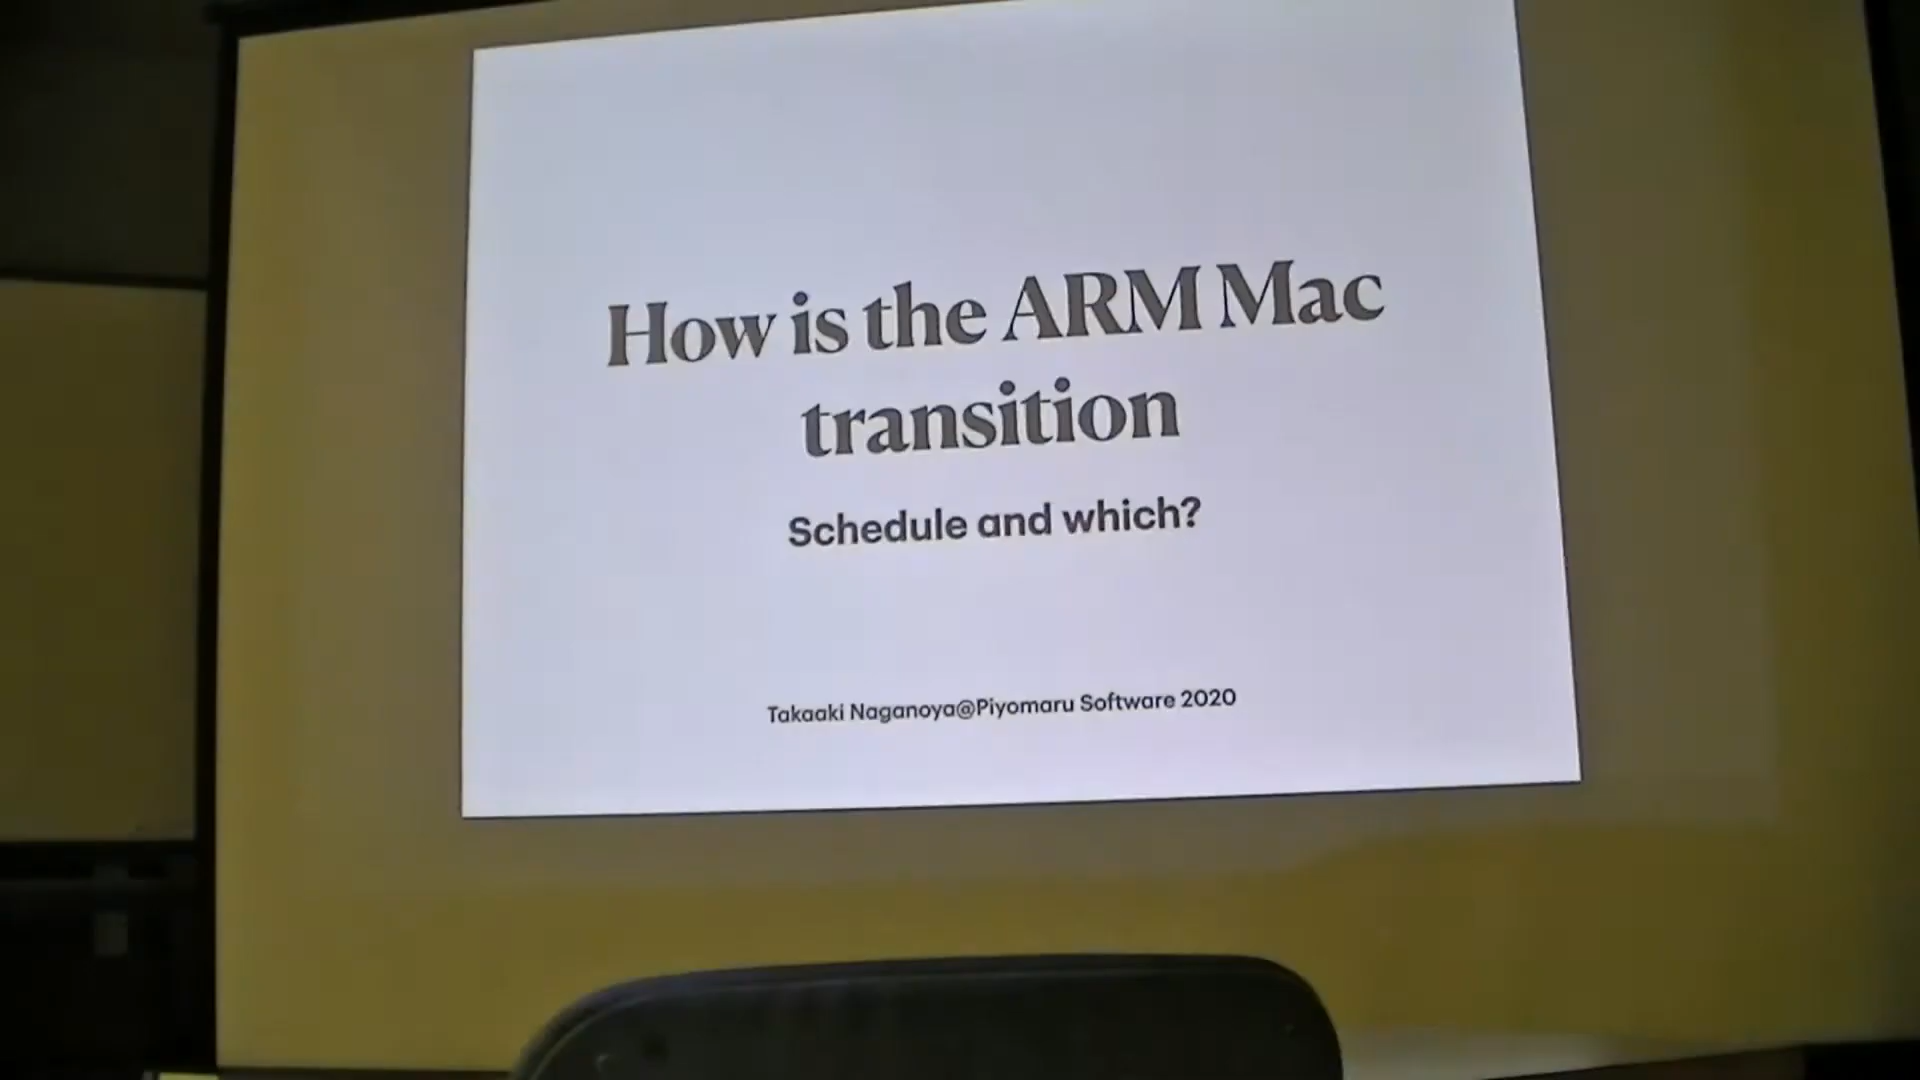 How is the ARM Mac
transition
Schedule and which?
Takaaki Naganoya@Piyomaru Software 2020